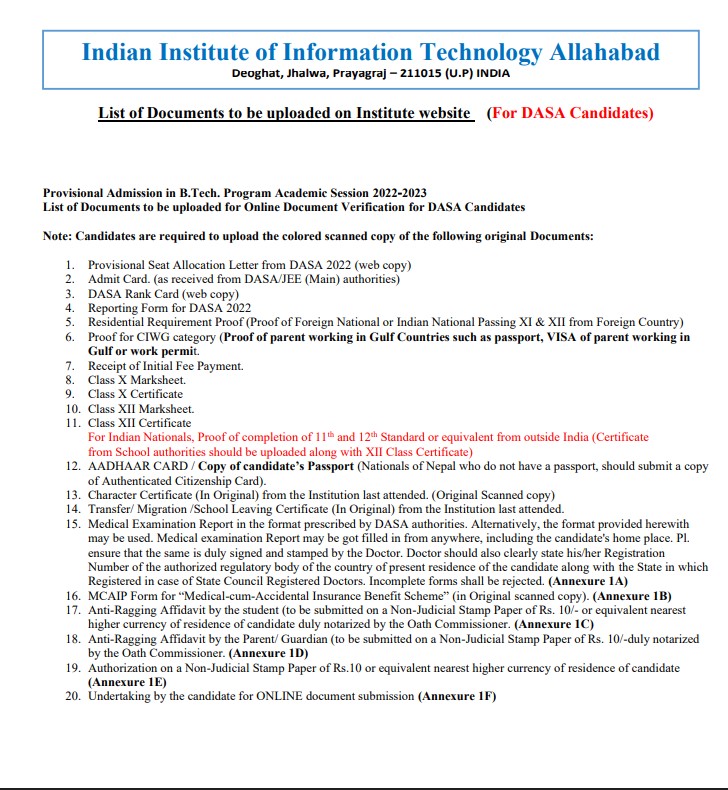 Indian Institute of Information Technology Allahabad
Deoghat, Jhalwa, Prayagraj – 211015 (U.P) INDIA
List of Documents to be uploaded on Institute website (For DASA Candidates)
Provisional Admission in B.Tech. Program Academic Session 2022-2023
List of Documents to be uploaded for Online Document Verification for DASA Candidates
Note: Candidates are required to upload the colored scanned copy of the following original Documents:
1. Provisional Seat Allocation Letter from DASA 2022 (web copy)
2. Admit Card. (as received from DASA/JEE (Main) authorities)
3. DASA Rank Card (web copy)
4. Reporting Form for DASA 2022
5. Residential Requirement Proof (Proof of Foreign National or Indian National Passing XI & XII from Foreign Country)
6. Proof for CIWG category (Proof of parent working in Gulf Countries such as passport, VISA of parent working in
Gulf or work permit.
7. Receipt of Initial Fee Payment.
8. Class X Marksheet.
9. Class X Certificate
10. Class XII Marksheet.
11. Class XII Certificate
For Indian Nationals, Proof of completion of 11th and 12th Standard or equivalent from outside India (Certificate
from School authorities should be uploaded along with XII Class Certificate)
12. AADHAAR CARD / Copy of candidate's Passport (Nationals of Nepal who do not have a passport, should submit a copy
of Authenticated Citizenship Card).
13. Character Certificate (In Original) from the Institution last attended. (Original Scanned copy)
14. Transfer/ Migration /School Leaving Certificate (In Original) from the Institution last attended.
15. Medical Examination Report in the format prescribed by DASA authorities. Alternatively, the format provided herewith
may be used. Medical examination Report may be got filled in from anywhere, including the candidate's home place. Pl.
ensure that the same is duly signed and stamped by the Doctor. Doctor should also clearly state his/her Registration
Number of the authorized regulatory body of the country of present residence of the candidate along with the State in which
Registered in case of State Council Registered Doctors. Incomplete forms shall be rejected. (Annexure 1A)
16. MCAIP Form for “Medical-cum-Accidental Insurance Benefit Scheme” (in Original scanned copy). (Annexure 1B)
17. Anti-Ragging Affidavit by the student (to be submitted on a Non-Judicial Stamp Paper of Rs. 10/- or equivalent nearest
higher currency of residence of candidate duly notarized by the Oath Commissioner. (Annexure 1C)
18. Anti-Ragging Affidavit by the Parent/ Guardian (to be submitted on a Non-Judicial Stamp Paper of Rs. 10/-duly notarized
by the Oath Commissioner. (Annexure 1D)
19. Authorization on a Non-Judicial Stamp Paper of Rs.10 or equivalent nearest higher currency of residence of candidate
(Annexure 1E)
20. Undertaking by the candidate for ONLINE document submission (Annexure 1F)